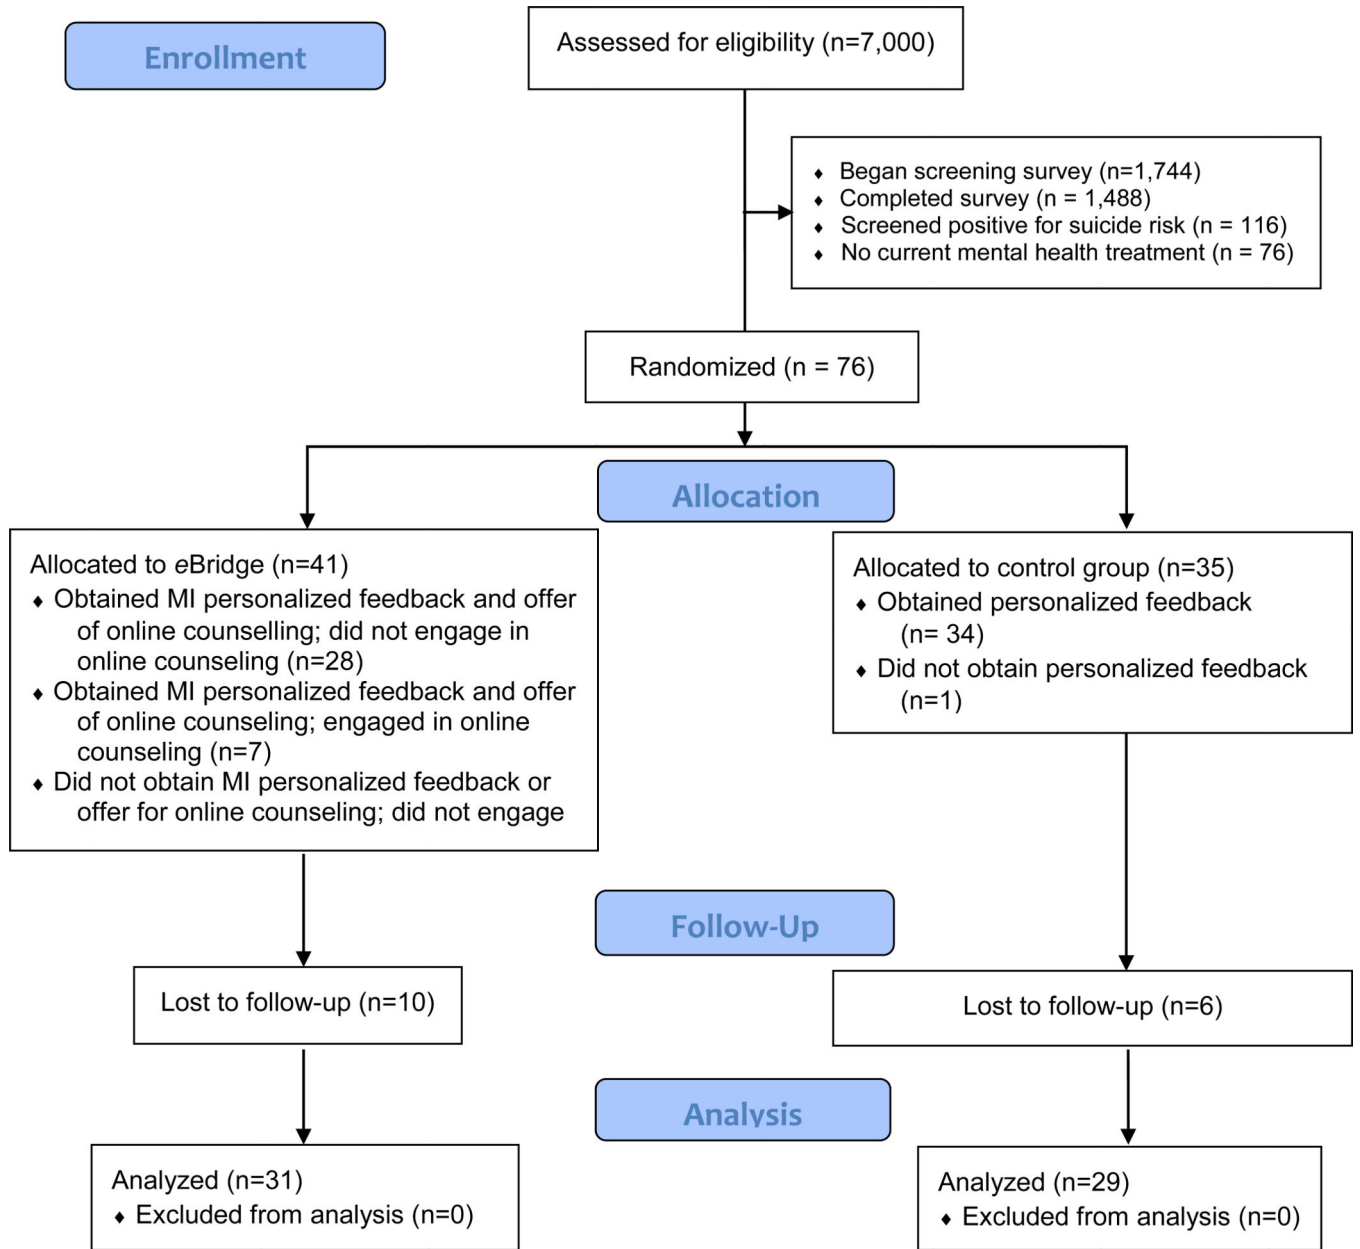 Enrollment
Assessed for eligibility (n=7,000)
♦ Began screening survey (n=1,744)
♦ Completed survey (n = 1,488)
♦ Screened positive for suicide risk (n = 116)
♦ No current mental health treatment (n = 76)
Randomized (n = 76)
Allocation
Allocated to eBridge (n=41)
♦ Obtained MI personalized feedback and offer
of online counselling; did not engage in
online counseling (n=28)
♦ Obtained MI personalized feedback and offer
of online counseling; engaged in online
counseling (n=7)
♦ Did not obtain MI personalized feedback or
offer for online counseling; did not engage
Allocated to control group (n=35)
♦ Obtained personalized feedback
(n= 34)
♦ Did not obtain personalized feedback
(n=1)
Follow-Up
Lost to follow-up (n=10)
Lost to follow-up (n=6)
Analysis
Analyzed (n=31)
♦ Excluded from analysis (n=0)
Analyzed (n=29)
♦ Excluded from analysis (n=0)